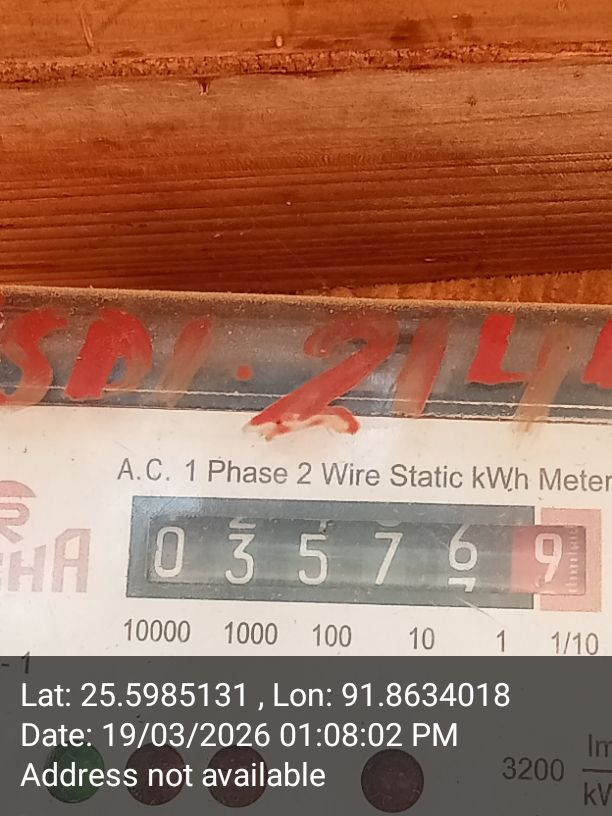 SDI·214
A.C. 1 Phase 2 Wire Static kWh Meter
0 3 5 7 6 9
10000 1000 100 10 1 1/10
- 1
Lat: 25.5985131 , Lon: 91.8634018
Date: 19/03/2026 01:08:02 PM
Address not available
3200